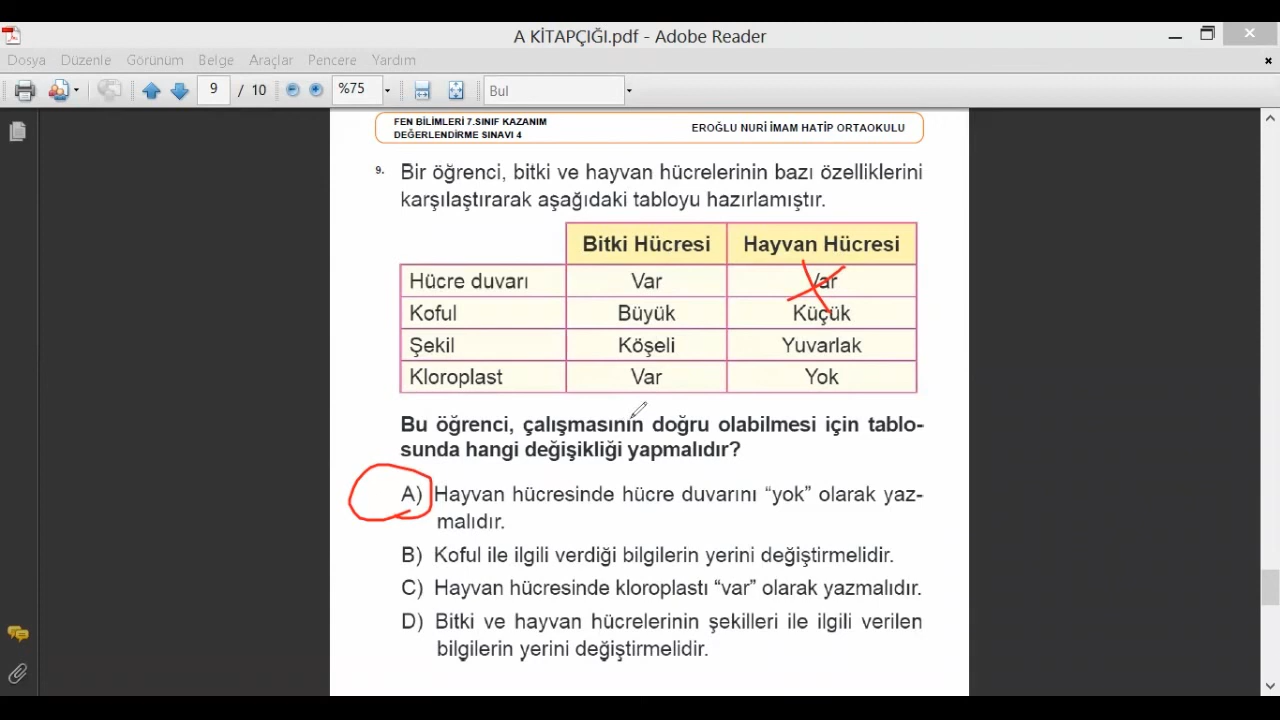 A KİTAPÇIĞI.pdf - Adobe Reader
Dosya Düzenle Görünüm Belge Araçlar Pencere Yardım
9 / 10 %75 Bul
FEN BİLİMLERİ 7.SINIF KAZANIM
DEĞERLENDİRME SINAVI 4
EROĞLU NURİ İMAM HATİP ORTAOKULU
9. Bir öğrenci, bitki ve hayvan hücrelerinin bazı özelliklerini
karşılaştırarak aşağıdaki tabloyu hazırlamıştır.
Bitki Hücresi Hayvan Hücresi
Hücre duvarı Var Var
Koful Büyük Küçük
Şekil Köşeli Yuvarlak
Kloroplast Var Yok
Bu öğrenci, çalışmasının doğru olabilmesi için tablo-
sunda hangi değişikliği yapmalıdır?
A) Hayvan hücresinde hücre duvarını “yok” olarak yaz-
malıdır.
B) Koful ile ilgili verdiği bilgilerin yerini değiştirmelidir.
C) Hayvan hücresinde kloroplastı “var” olarak yazmalıdır.
D) Bitki ve hayvan hücrelerinin şekilleri ile ilgili verilen
bilgilerin yerini değiştirmelidir.